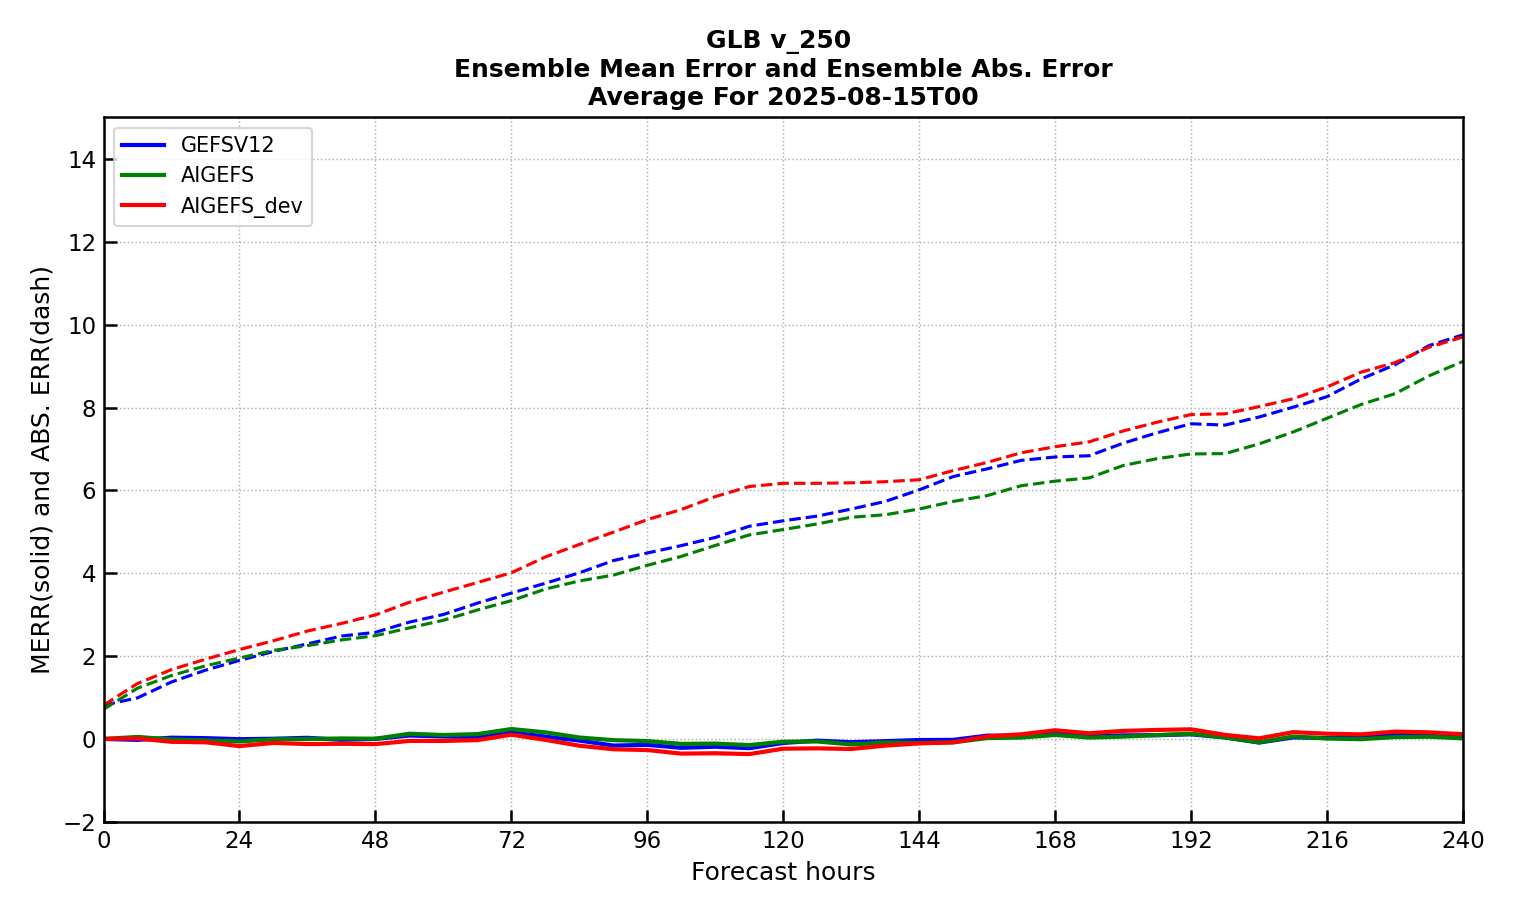 GLB v_250
Ensemble Mean Error and Ensemble Abs. Error
Average For 2025-08-15T00
GEFSV12
AIGEFS
AIGEFS_dev
MERR(solid) and ABS. ERR(dash)
14
12
10
8
6
4
2
0
−2
0 24 48 72 96 120 144 168 192 216 240
Forecast hours